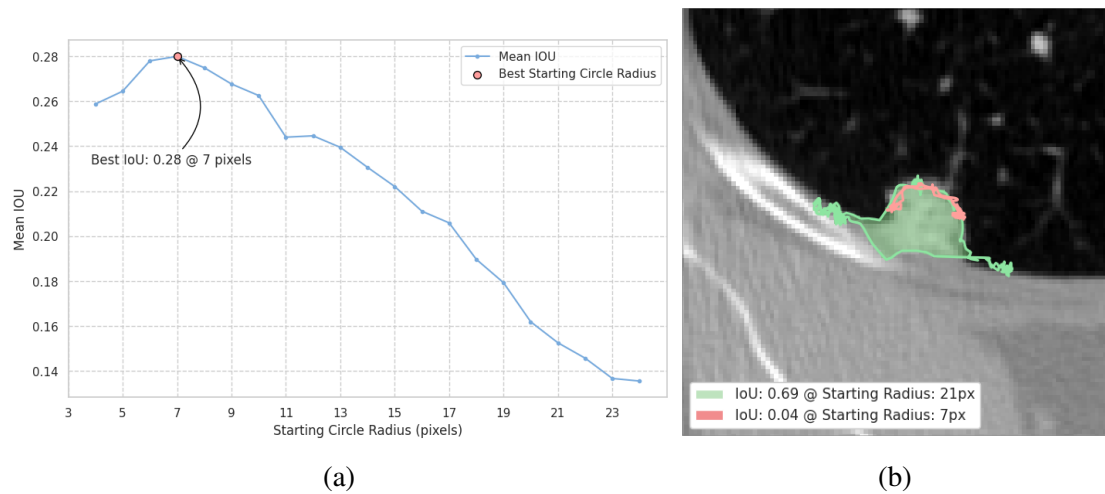 0.28
0.26
0.24
0.22
0.20
0.18
0.16
0.14
Mean IOU
Mean IOU
Best Starting Circle Radius
Best IoU: 0.28 @ 7 pixels
3 5 7 9 11 13 15 17 19 21 23
Starting Circle Radius (pixels)
(a)
IoU: 0.69 @ Starting Radius: 21px
IoU: 0.04 @ Starting Radius: 7px
(b)